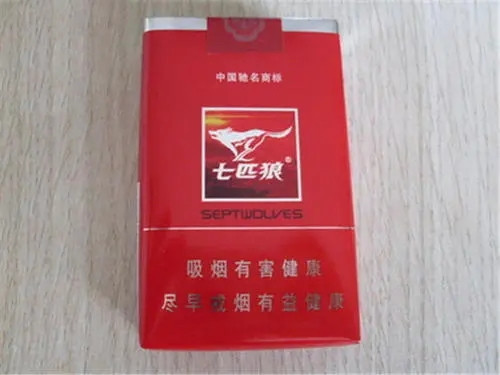 中国驰名商标
七匹狼®
SEPTWOLVES
吸烟有害健康
尽早戒烟有益健康